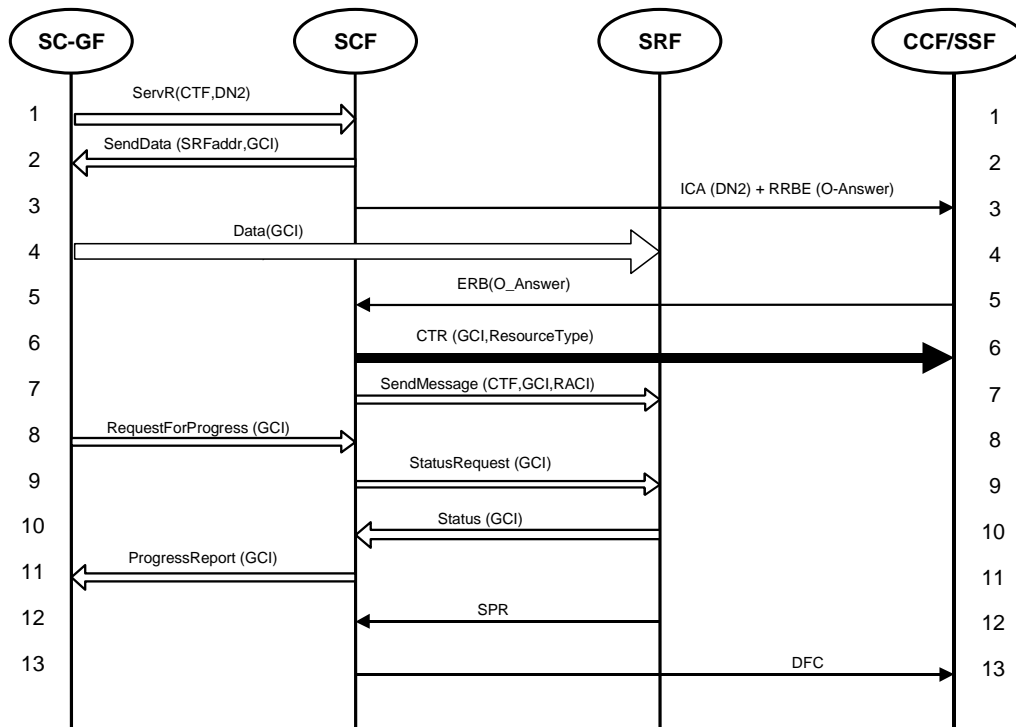 SC-GF SCF SRF CCF/SSF
1 ServR(CTF,DN2) 1
2 SendData (SRFaddr,GCI) 2
3 ICA (DN2) + RRBE (O-Answer) 3
4 Data(GCI) 4
5 ERB(O_Answer) 5
6 CTR (GCI,ResourceType) 6
7 SendMessage (CTF,GCI,RACI) 7
8 RequestForProgress (GCI) 8
9 StatusRequest (GCI) 9
10 Status (GCI) 10
11 ProgressReport (GCI) 11
12 SPR 12
13 DFC 13